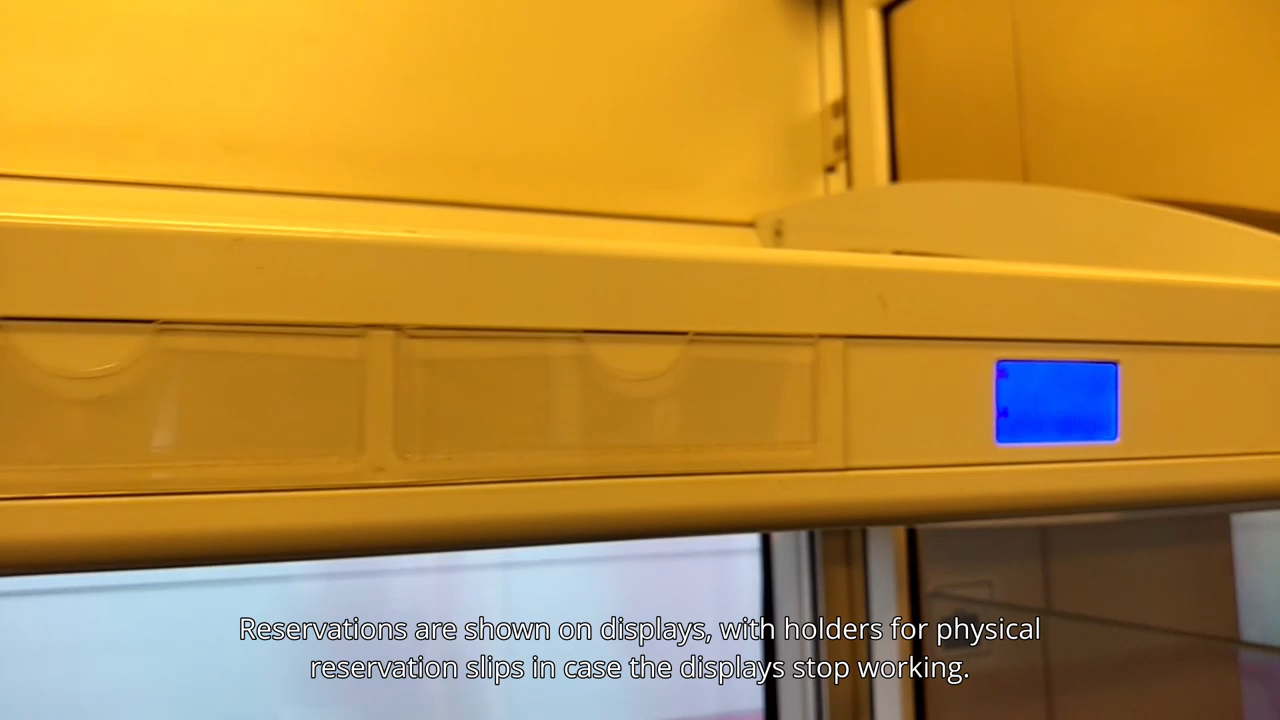 Reservations are shown on displays, with holders for physical
reservation slips in case the displays stop working.